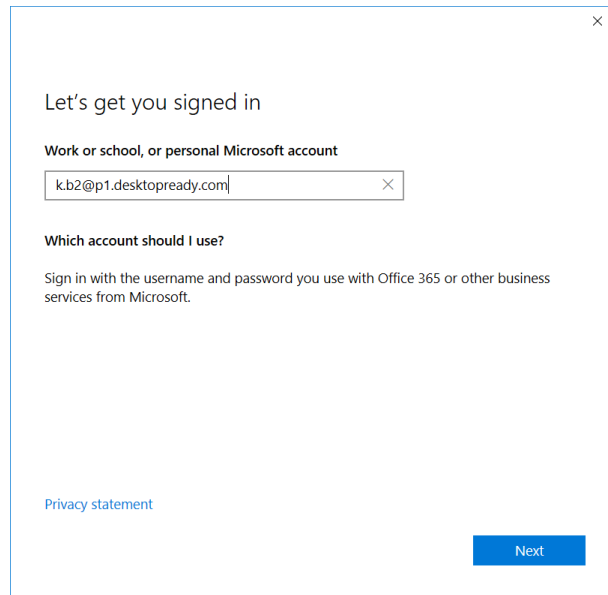 Let's get you signed in
Work or school, or personal Microsoft account
k.b2@p1.desktopready.com
Which account should I use?
Sign in with the username and password you use with Office 365 or other business
services from Microsoft.
Privacy statement
Next